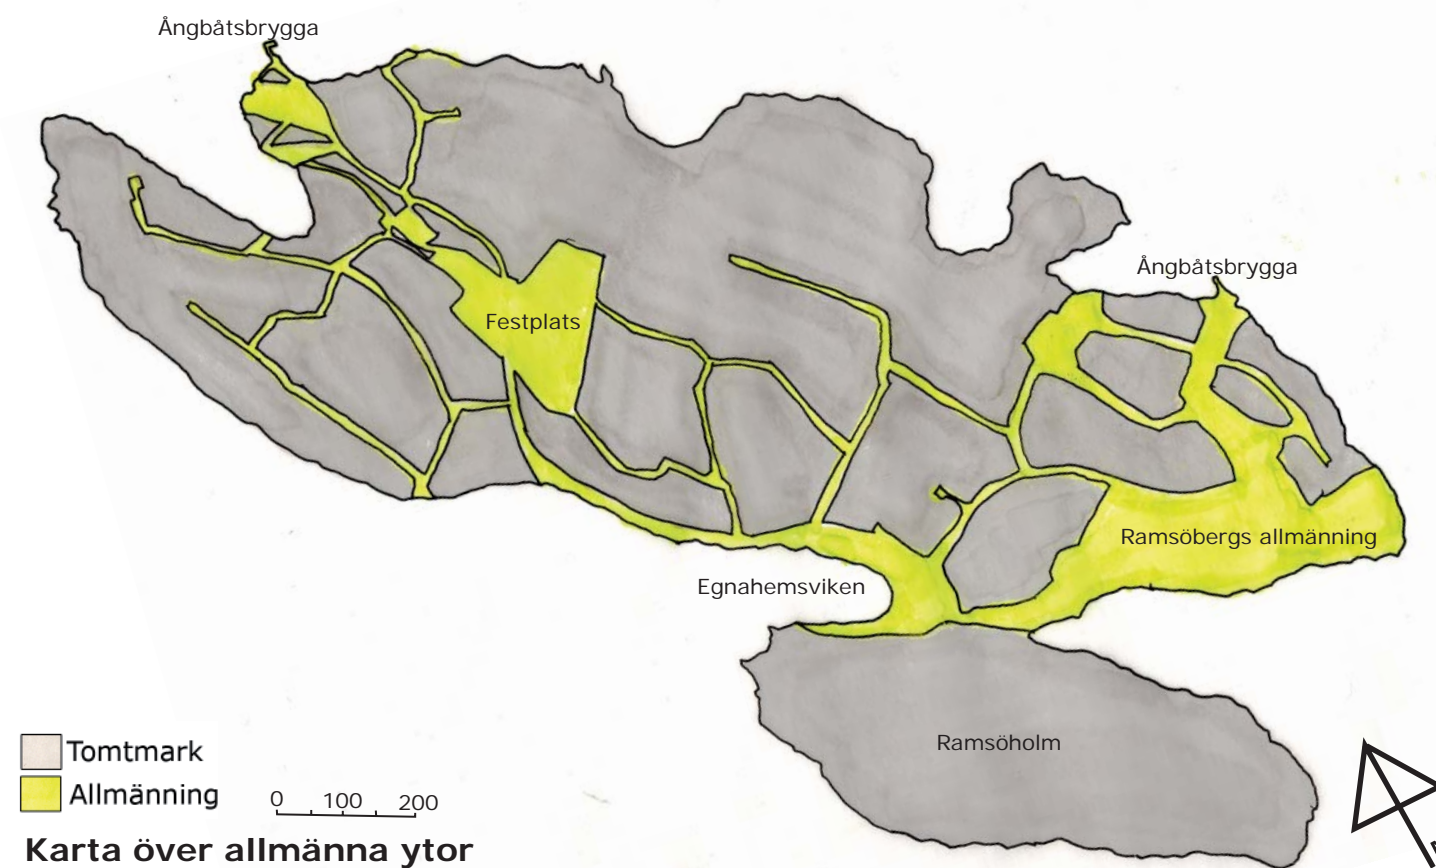 Ångbåtsbrygga
Ångbåtsbrygga
Festplats
Ramsöbergs allmänning
Egnahemsviken
Ramsöholm
Tomtmark
Allmänning
0 100 200
Karta över allmänna ytor